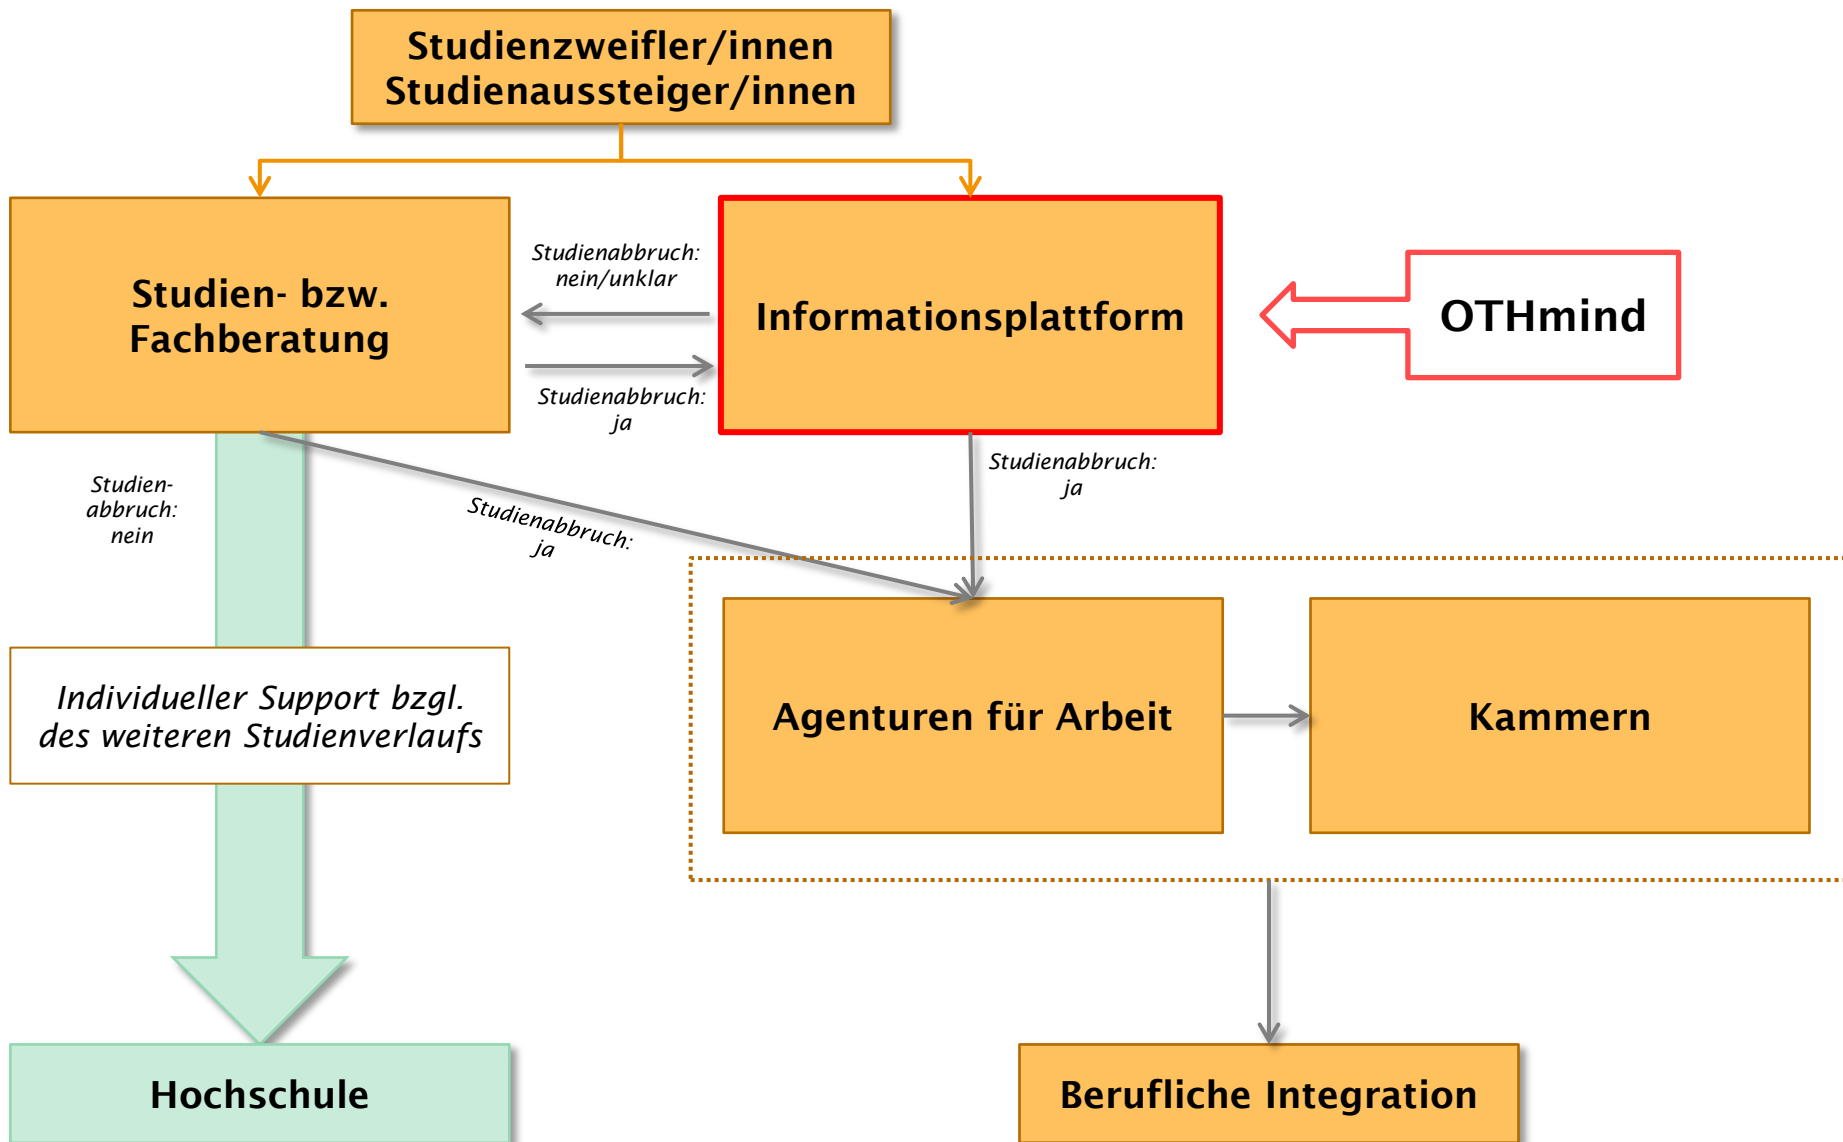 Studienzweifler/innen
Studienaussteiger/innen
Studien- bzw.
Fachberatung
Studienabbruch:
nein/unklar
Studienabbruch:
ja
Informationsplattform
OTHmind
Studien-
abbruch:
nein
Studienabbruch:
ja
Studienabbruch:
ja
Individueller Support bzgl.
des weiteren Studienverlaufs
Agenturen für Arbeit
Kammern
Hochschule
Berufliche Integration